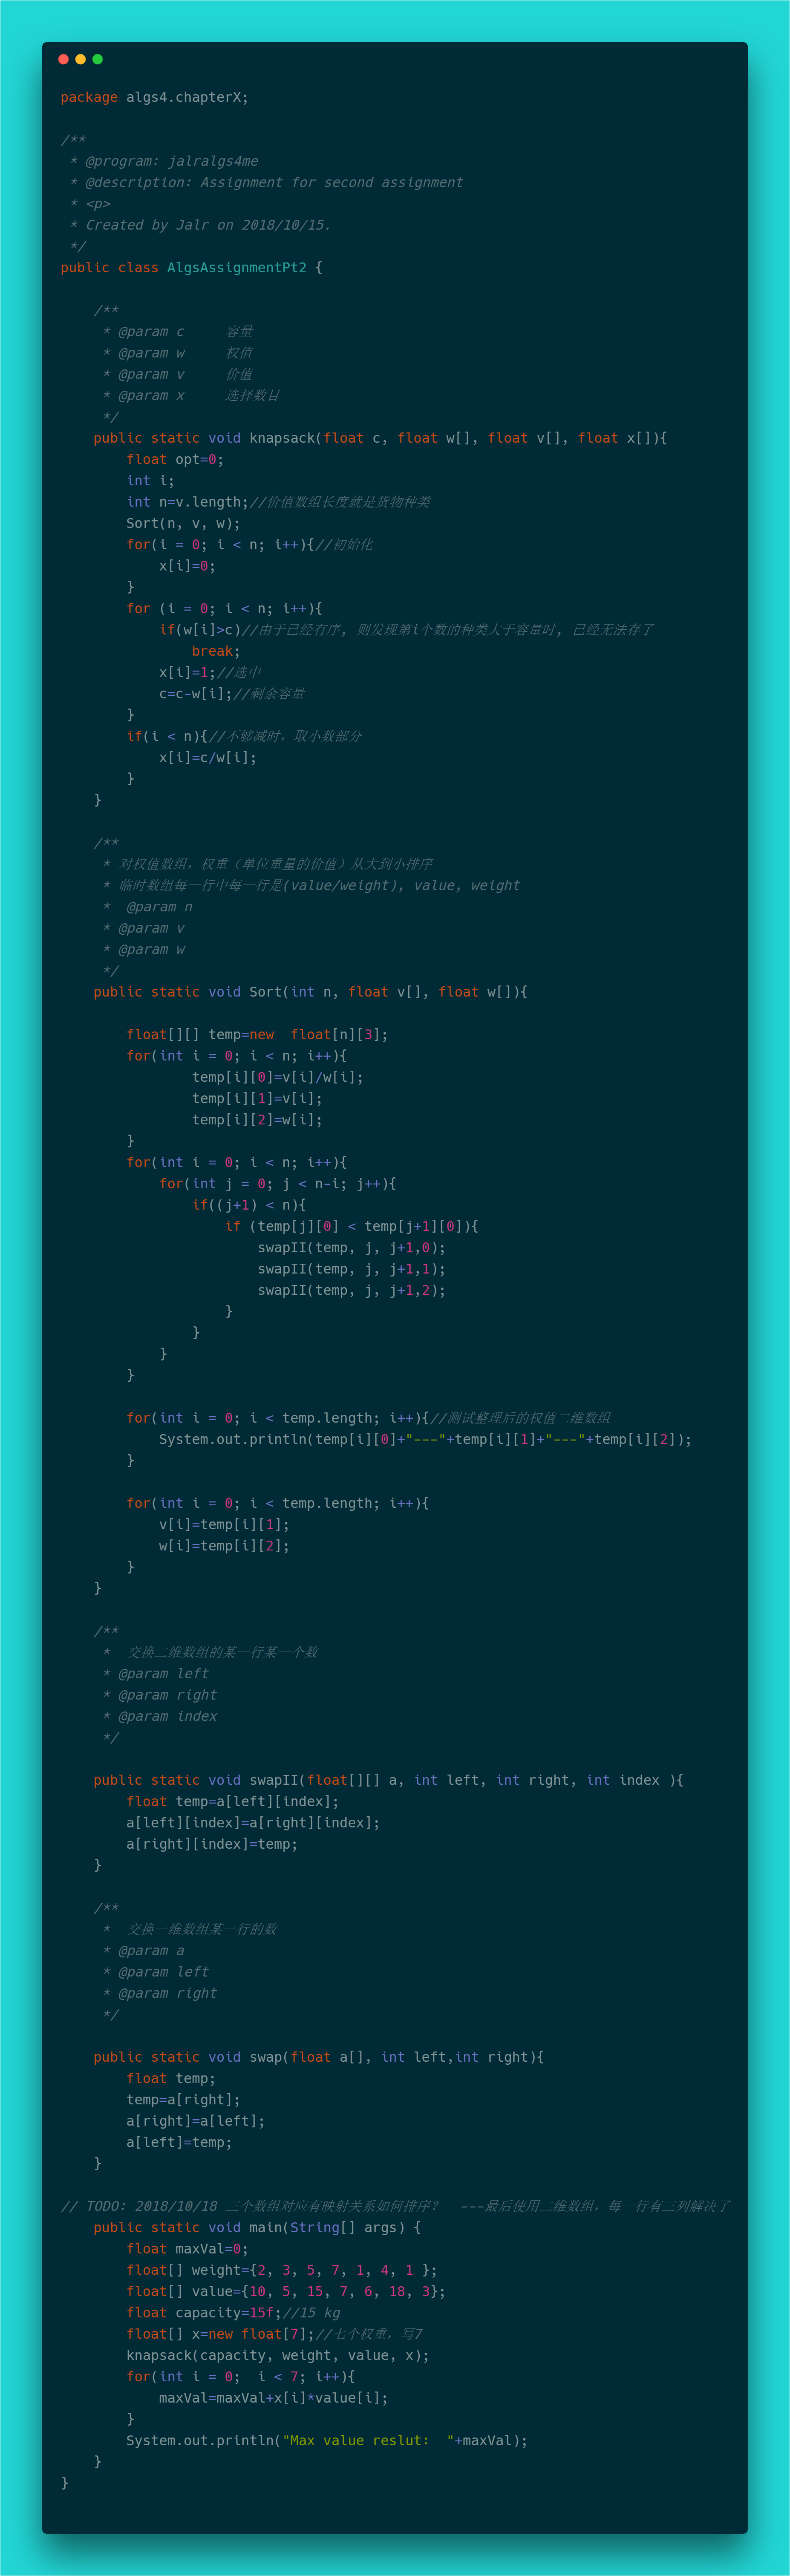 package algs4.chapterX;

/**
 * @program: jalralgs4me
 * @description: Assignment for second assignment
 * <p>
 * Created by Jalr on 2018/10/15.
 */
public class AlgsAssignmentPt2 {

    /**
     * @param c     容量
     * @param w     权值
     * @param v     价值
     * @param x     选择数目
     */
    public static void knapsack(float c, float w[], float v[], float x[]){
        float opt=0;
        int i;
        int n=v.length;//价值数组长度就是货物种类
        Sort(n, v, w);
        for(i = 0; i < n; i++){//初始化
            x[i]=0;
        }
        for (i = 0; i < n; i++){
            if(w[i]>c)//由于已经有序, 则发现第i个数的种类大于容量时, 已经无法存了
                break;
            x[i]=1;//选中
            c=c-w[i];//剩余容量
        }
        if(i < n){//不够减时，取小数部分
            x[i]=c/w[i];
        }
    }

    /**
     * 对权值数组，权重（单位重量的价值）从大到小排序
     * 临时数组每一行中每一行是(value/weight), value, weight
     *  @param n
     * @param v
     * @param w
     */
    public static void Sort(int n, float v[], float w[]){

        float[][] temp=new  float[n][3];
        for(int i = 0; i < n; i++){
                temp[i][0]=v[i]/w[i];
                temp[i][1]=v[i];
                temp[i][2]=w[i];
        }
        for(int i = 0; i < n; i++){
            for(int j = 0; j < n-i; j++){
                if((j+1) < n){
                    if (temp[j][0] < temp[j+1][0]){
                        swapII(temp, j, j+1,0);
                        swapII(temp, j, j+1,1);
                        swapII(temp, j, j+1,2);
                    }
                }
            }
        }

        for(int i = 0; i < temp.length; i++){//测试整理后的权值二维数组
            System.out.println(temp[i][0]+"---"+temp[i][1]+"---"+temp[i][2]);
        }

        for(int i = 0; i < temp.length; i++){
            v[i]=temp[i][1];
            w[i]=temp[i][2];
        }
    }

    /**
     *  交换二维数组的某一行某一个数
     * @param left
     * @param right
     * @param index
     */

    public static void swapII(float[][] a, int left, int right, int index ){
        float temp=a[left][index];
        a[left][index]=a[right][index];
        a[right][index]=temp;
    }

    /**
     *  交换一维数组某一行的数
     * @param a
     * @param left
     * @param right
     */

    public static void swap(float a[], int left,int right){
        float temp;
        temp=a[right];
        a[right]=a[left];
        a[left]=temp;
    }

// TODO: 2018/10/18 三个数组对应有映射关系如何排序?   ---最后使用二维数组，每一行有三列解决了
    public static void main(String[] args) {
        float maxVal=0;
        float[] weight={2, 3, 5, 7, 1, 4, 1 };
        float[] value={10, 5, 15, 7, 6, 18, 3};
        float capacity=15f;//15 kg
        float[] x=new float[7];//七个权重，写7
        knapsack(capacity, weight, value, x);
        for(int i = 0;  i < 7; i++){
            maxVal=maxVal+x[i]*value[i];
        }
        System.out.println("Max value reslut:  "+maxVal);
    }
}